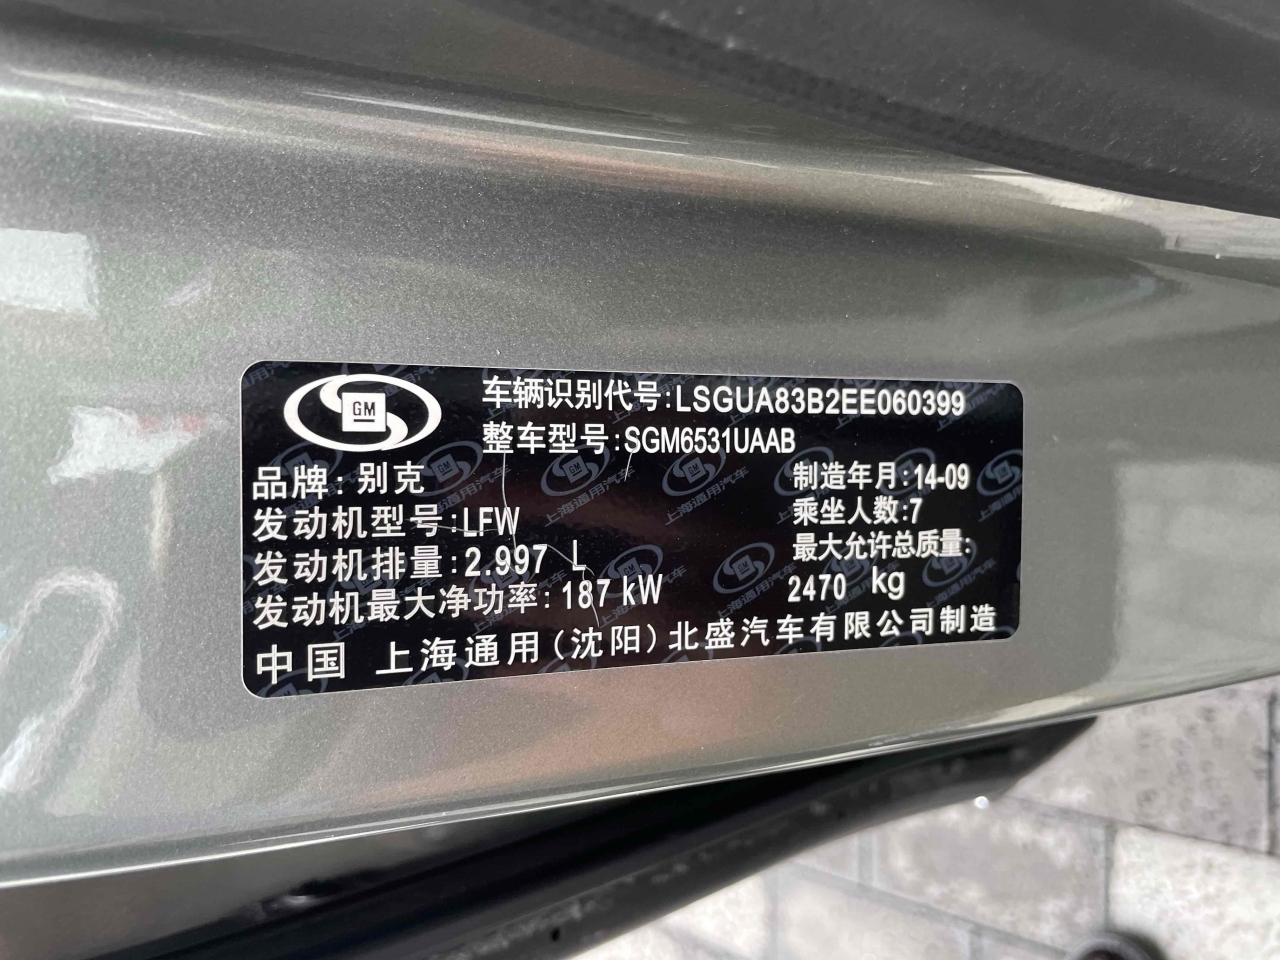 车辆识别代号:LSGUA83B2EE060399
整车型号:SGM6531UAAB
GM
品牌:别克
制造年月:14-09
发动机型号:LFW
乘坐人数:7
发动机排量:2.997 L
最大允许总质量:
2470 kg
发动机最大净功率:187 kW
中国 上海通用(沈阳)北盛汽车有限公司制造